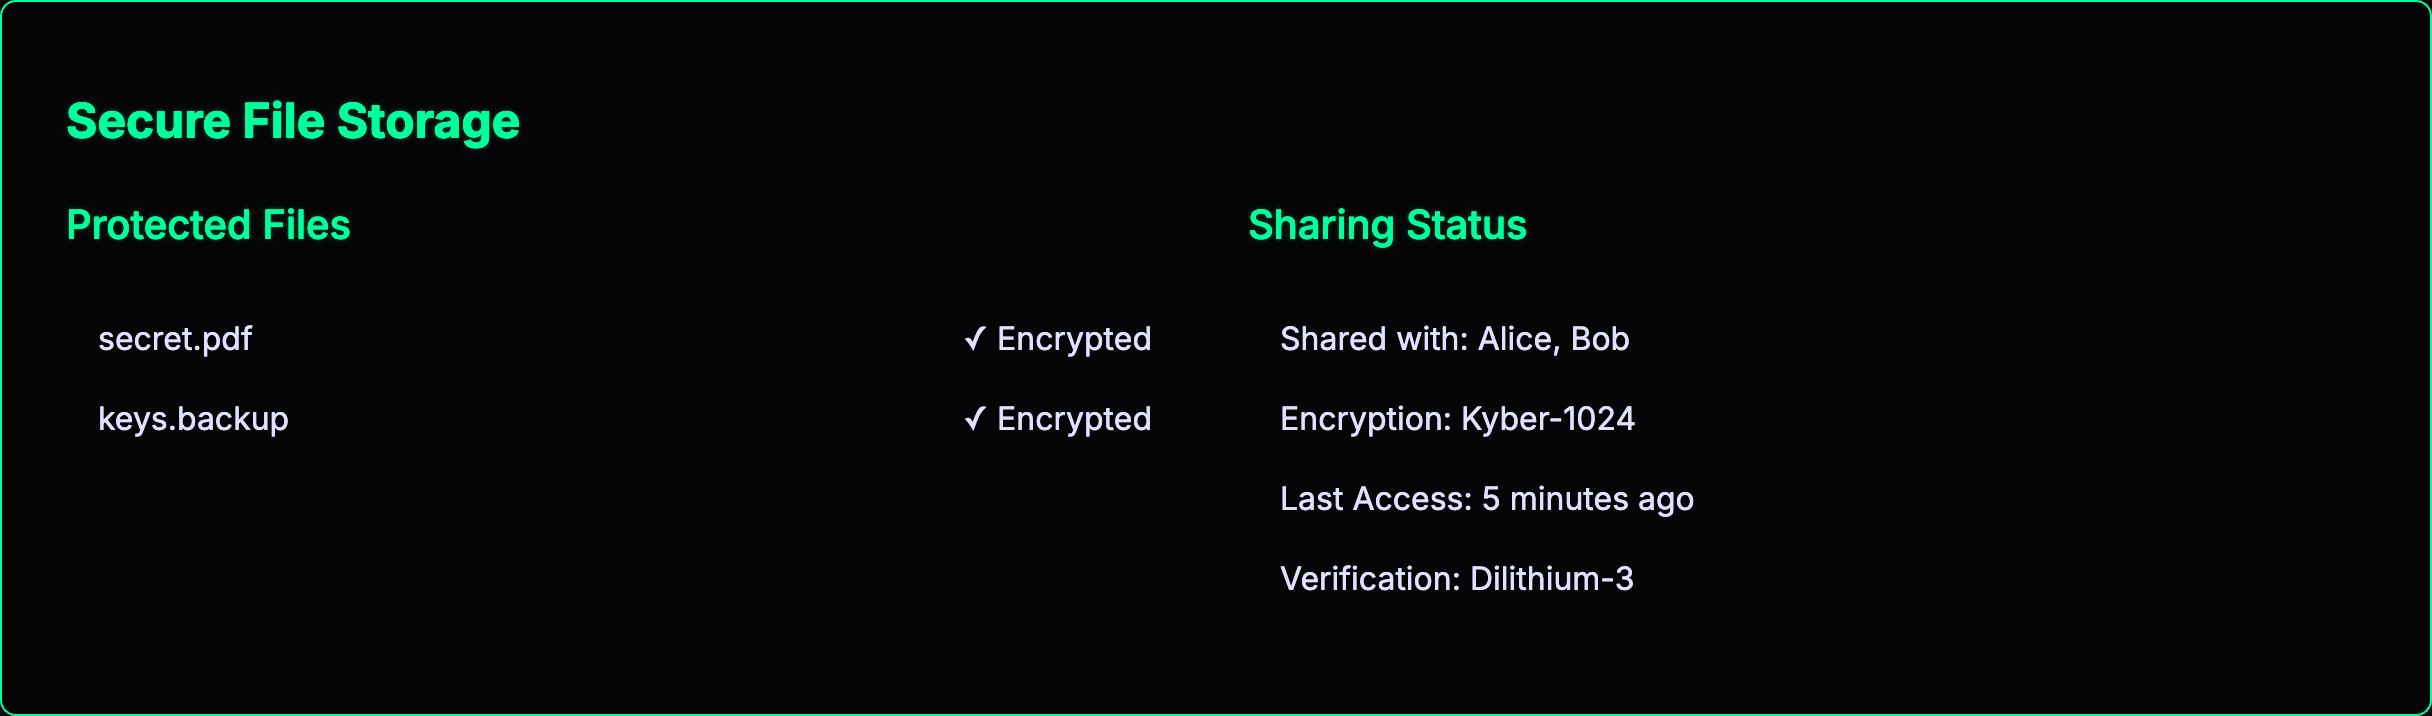 Secure File Storage
Protected Files
secret.pdf ✓ Encrypted
keys.backup ✓ Encrypted
Sharing Status
Shared with: Alice, Bob
Encryption: Kyber-1024
Last Access: 5 minutes ago
Verification: Dilithium-3